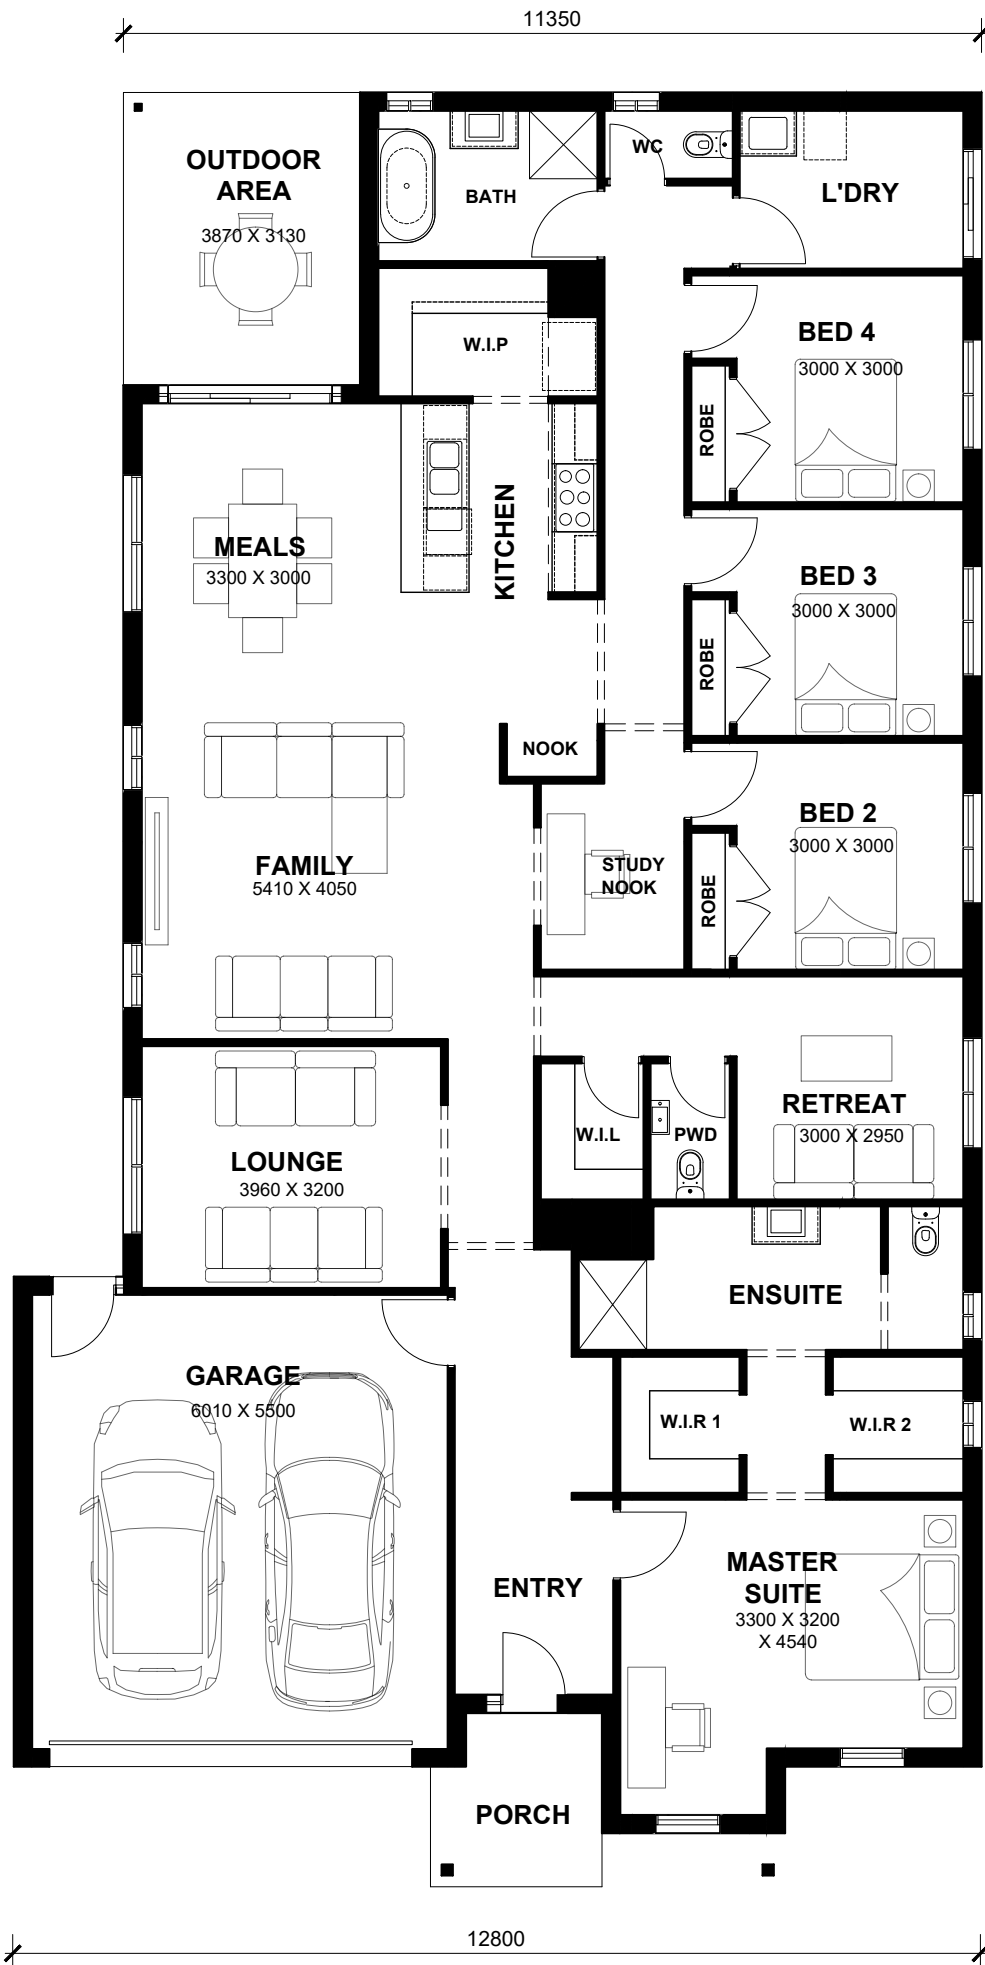 11350
OUTDOOR
AREA
3870 X 3130
BATH
WC
L'DRY
W.I.P
BED 4
3000 X 3000
ROBE
MEALS
3300 X 3000
KITCHEN
BED 3
3000 X 3000
ROBE
NOOK
BED 2
3000 X 3000
FAMILY
5410 X 4050
STUDY
NOOK
ROBE
RETREAT
3000 X 2950
W.I.L
PWD
LOUNGE
3960 X 3200
ENSUITE
GARAGE
6010 X 5500
W.I.R 1
W.I.R 2
ENTRY
MASTER
SUITE
3300 X 3200
X 4540
PORCH
12800